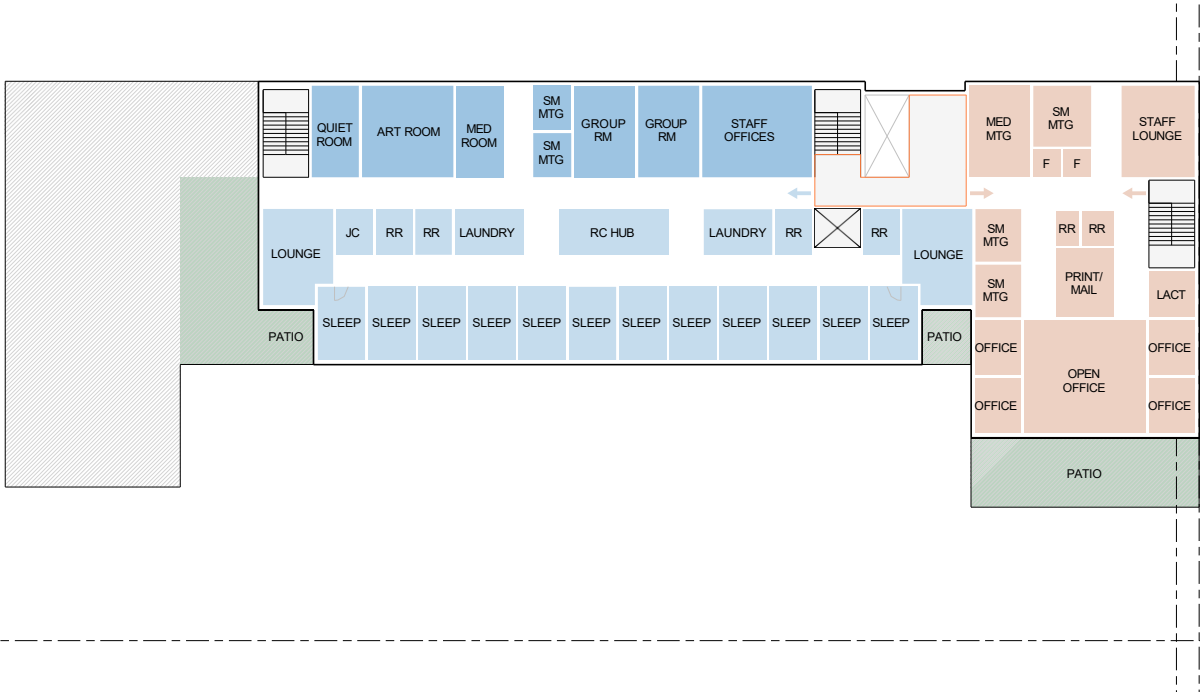 QUIET
ROOM
ART ROOM
MED
ROOM
SM
MTG
SM
MTG
GROUP
RM
GROUP
RM
STAFF
OFFICES
MED
MTG
SM
MTG
F
F
STAFF
LOUNGE
LOUNGE
JC
RR
RR
LAUNDRY
RC HUB
LAUNDRY
RR
RR
LOUNGE
SM
MTG
RR
RR
SM
MTG
PRINT/
MAIL
LACT
PATIO
SLEEP
SLEEP
SLEEP
SLEEP
SLEEP
SLEEP
SLEEP
SLEEP
SLEEP
SLEEP
SLEEP
SLEEP
PATIO
OFFICE
OFFICE
OPEN
OFFICE
OFFICE
OFFICE
PATIO